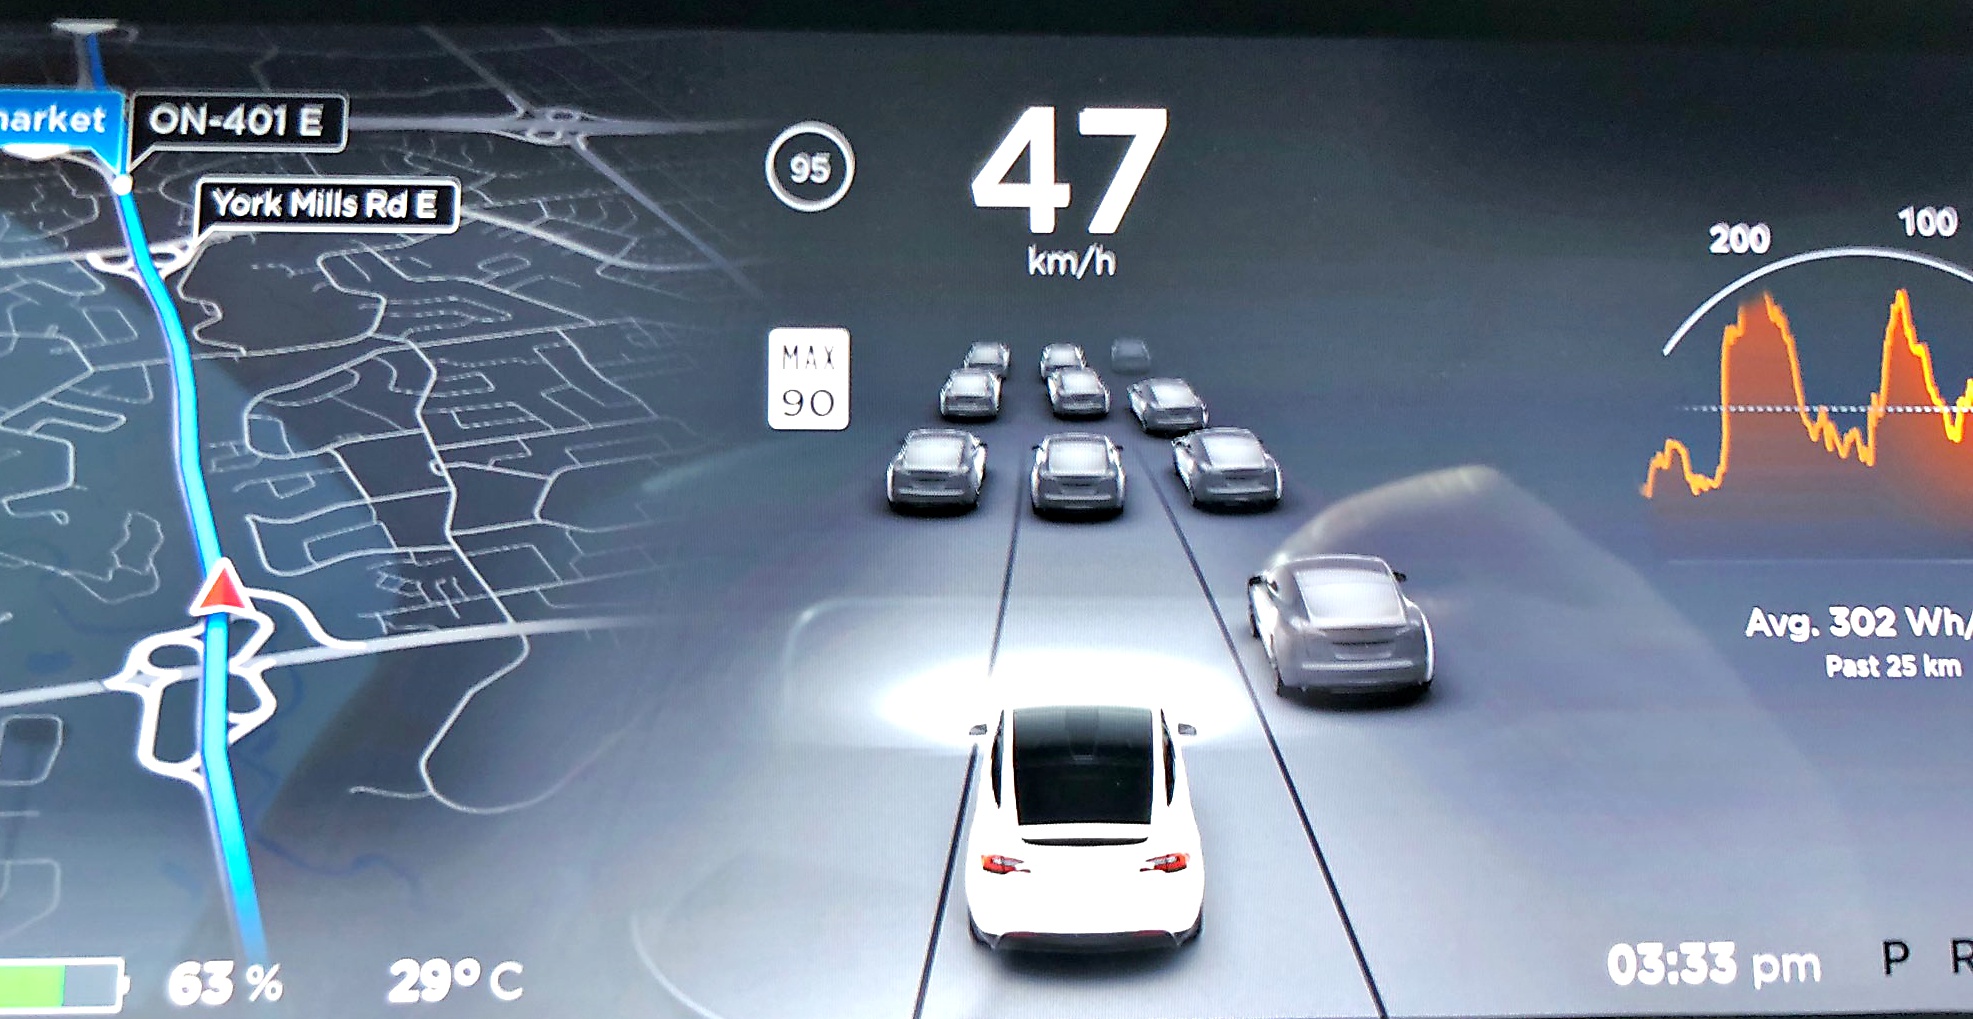 market
ON-401 E
York Mills Rd E
95
47
km/h
MAX
90
200
100
Avg. 302 Wh/
Past 25 km
63 %
29° C
03:33 pm
P R